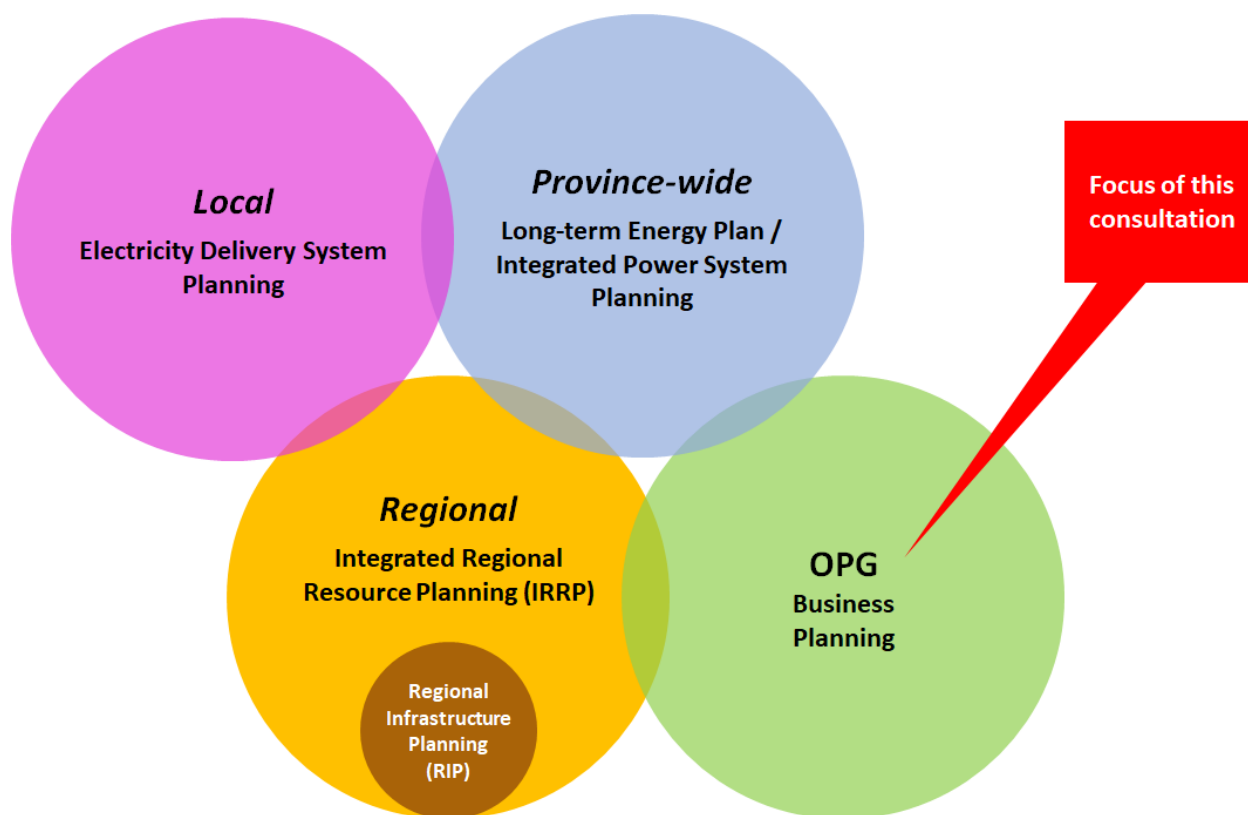 Local
Electricity Delivery System
Planning
Province-wide
Long-term Energy Plan /
Integrated Power System
Planning
Focus of this
consultation
Regional
Integrated Regional
Resource Planning (IRRP)
Regional
Infrastructure
Planning
(RIP)
OPG
Business
Planning